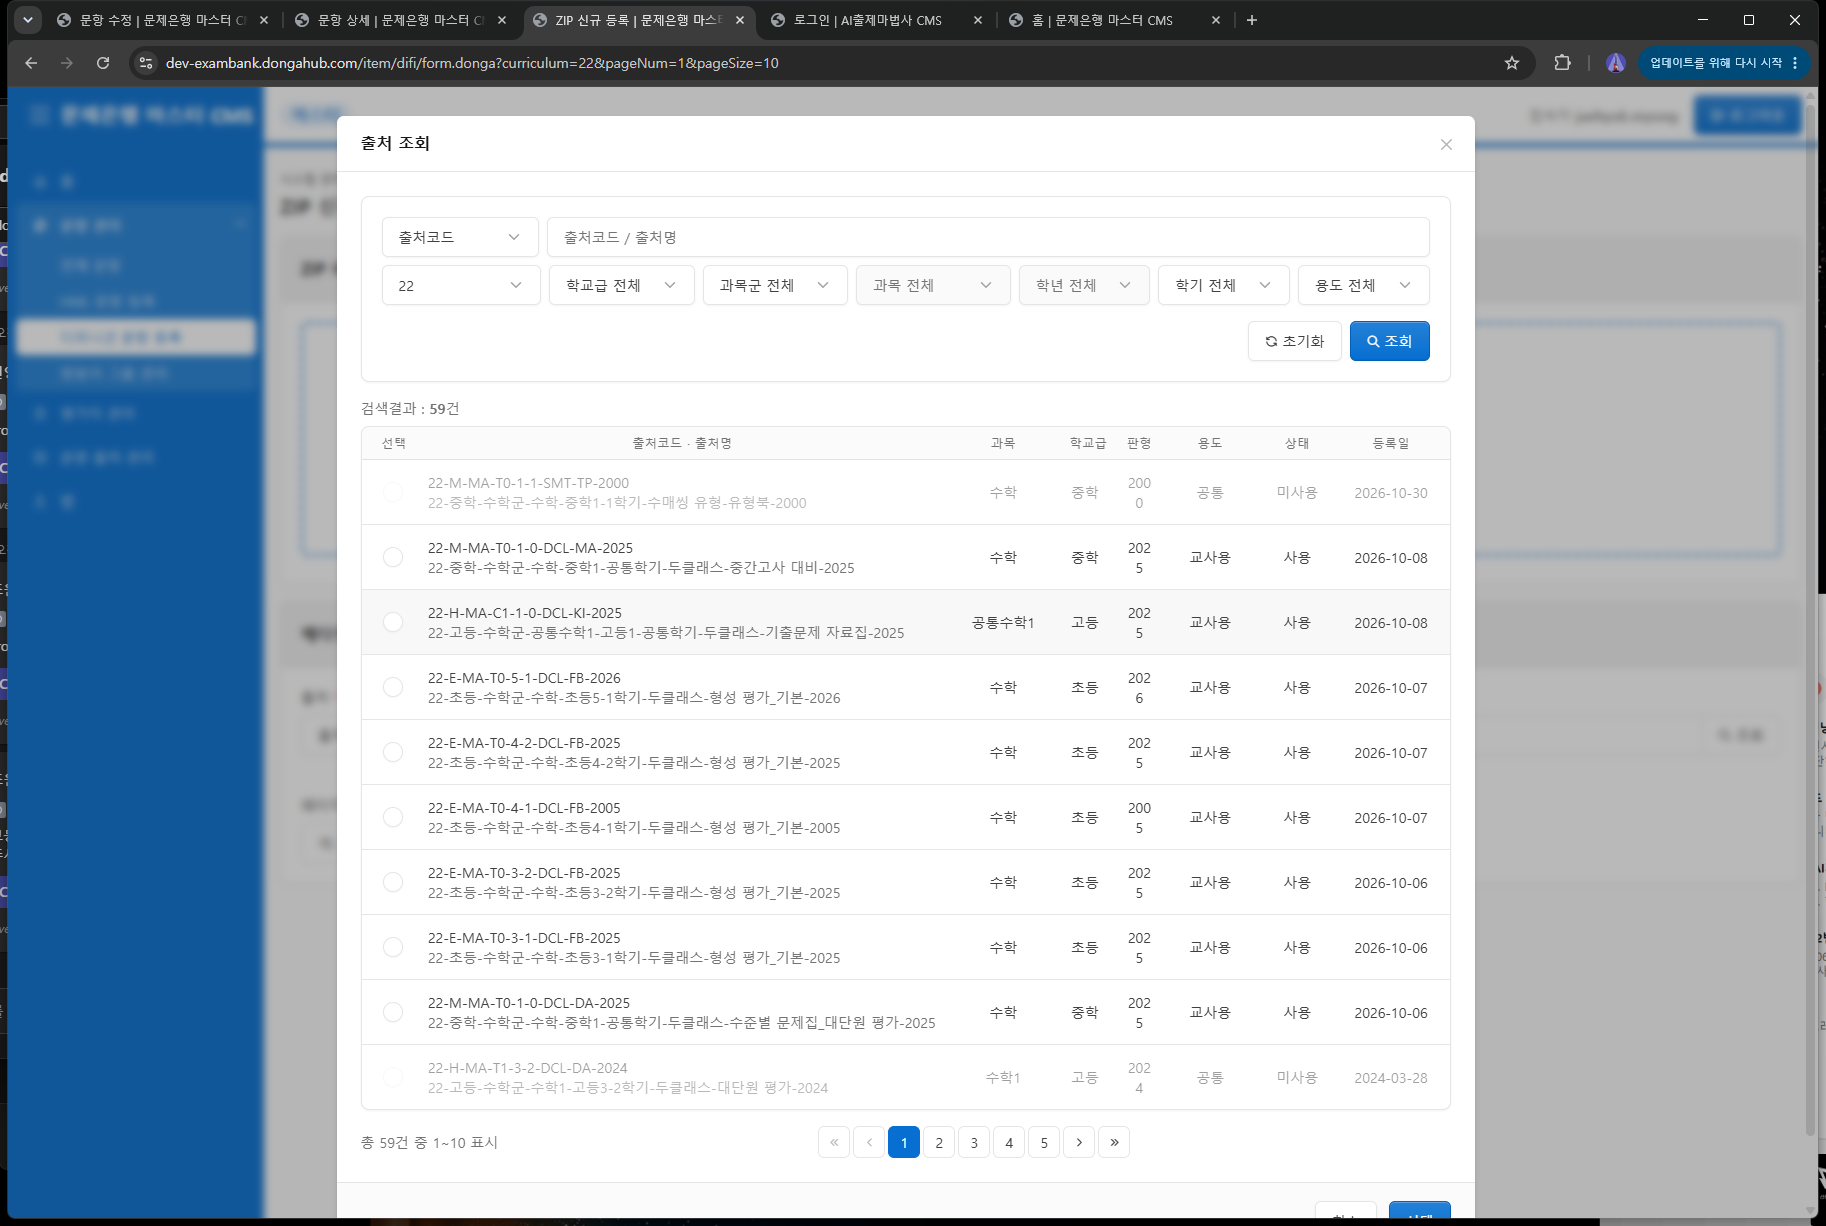 문항 수정 | 문제은행 마스터 C
문항 상세 | 문제은행 마스터 C
ZIP 신규 등록 | 문제은행 마스
로그인 | AI출제마법사 CMS
홈 | 문제은행 마스터 CMS
dev-exambank.dongahub.com/item/difi/form.donga?curriculum=22&pageNum=1&pageSize=10
업데이트를 위해 다시 시작
문제은행 마스터 CMS
출처 조회
출처코드
출처코드 / 출처명
22 학교급 전체 과목군 전체 과목 전체 학년 전체 학기 전체 용도 전체
초기화 조회
검색결과 : 59건
선택 출처코드 · 출처명 과목 학교급 판형 용도 상태 등록일
22-M-MA-T0-1-1-SMT-TP-2000
22-중학-수학군-수학-중학1-1학기-수매씽 유형-유형북-2000
수학 중학 2000 공통 미사용 2026-10-30
22-M-MA-T0-1-0-DCL-MA-2025
22-중학-수학군-수학-중학1-공통학기-두클래스-중간고사 대비-2025
수학 중학 2025 교사용 사용 2026-10-08
22-H-MA-C1-1-0-DCL-KI-2025
22-고등-수학군-공통수학1-고등1-공통학기-두클래스-기출문제 자료집-2025
공통수학1 고등 2025 교사용 사용 2026-10-08
22-E-MA-T0-5-1-DCL-FB-2026
22-초등-수학군-수학-초등5-1학기-두클래스-형성 평가_기본-2026
수학 초등 2026 교사용 사용 2026-10-07
22-E-MA-T0-4-2-DCL-FB-2025
22-초등-수학군-수학-초등4-2학기-두클래스-형성 평가_기본-2025
수학 초등 2025 교사용 사용 2026-10-07
22-E-MA-T0-4-1-DCL-FB-2005
22-초등-수학군-수학-초등4-1학기-두클래스-형성 평가_기본-2005
수학 초등 2005 교사용 사용 2026-10-07
22-E-MA-T0-3-2-DCL-FB-2025
22-초등-수학군-수학-초등3-2학기-두클래스-형성 평가_기본-2025
수학 초등 2025 교사용 사용 2026-10-06
22-E-MA-T0-3-1-DCL-FB-2025
22-초등-수학군-수학-초등3-1학기-두클래스-형성 평가_기본-2025
수학 초등 2025 교사용 사용 2026-10-06
22-M-MA-T0-1-0-DCL-DA-2025
22-중학-수학군-수학-중학1-공통학기-두클래스-수준별 문제집_대단원 평가-2025
수학 중학 2025 교사용 사용 2026-10-06
22-H-MA-T1-3-2-DCL-DA-2024
22-고등-수학군-수학1-고등3-2학기-두클래스-대단원 평가-2024
수학1 고등 2024 공통 미사용 2024-03-28
총 59건 중 1~10 표시
« ‹ 1 2 3 4 5 › »